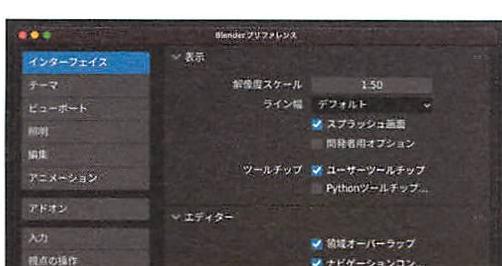 Blenderプリファレンス
インターフェイス
テーマ
ビューポート
照明
編集
アニメーション
アドオン
入力
視点の操作
表示
解像度スケール 1.50
ライン幅 デフォルト
スプラッシュ画面
開発者用オプション
ツールチップ ユーザーツールチップ
Pythonツールチップ...
エディター
領域オーバーラップ
ナビゲーションコン...